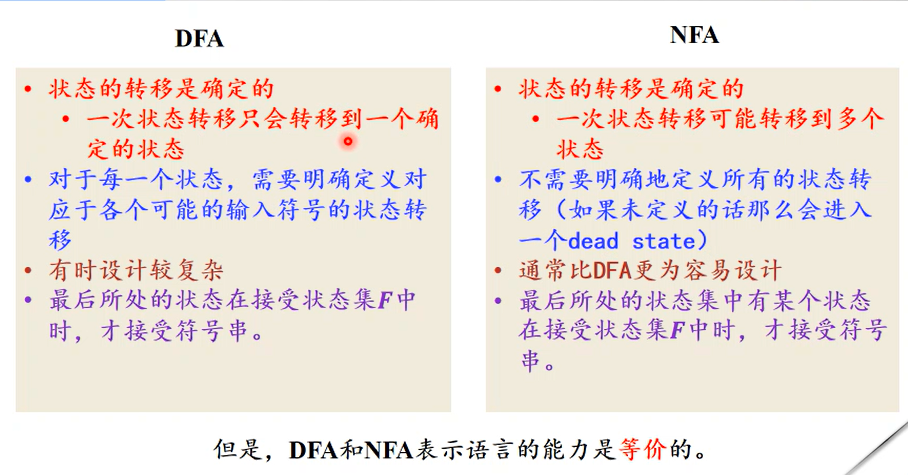 DFA
• 状态的转移是确定的
• 一次状态转移只会转移到一个确
定的状态
• 对于每一个状态，需要明确定义对
应于各个可能的输入符号的状态转
移
• 有时设计较复杂
• 最后所处的状态在接受状态集F中
时，才接受符号串。
NFA
• 状态的转移是确定的
• 一次状态转移可能转移到多个
状态
• 不需要明确地定义所有的状态转
移（如果未定义的话那么会进入
一个dead state）
• 通常比DFA更为容易设计
• 最后所处的状态集中有某个状态
在接受状态集F中时，才接受符号
串。
但是，DFA和NFA表示语言的能力是等价的。